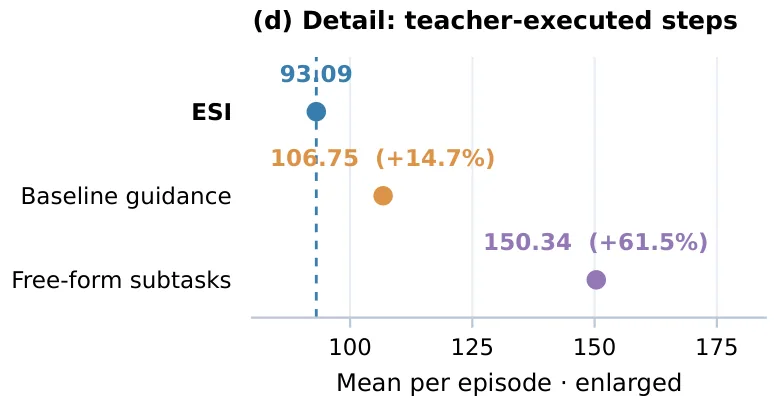 (d) Detail: teacher-executed steps
93.09
ESI
106.75 (+14.7%)
Baseline guidance
150.34 (+61.5%)
Free-form subtasks
100 125 150 175
Mean per episode · enlarged